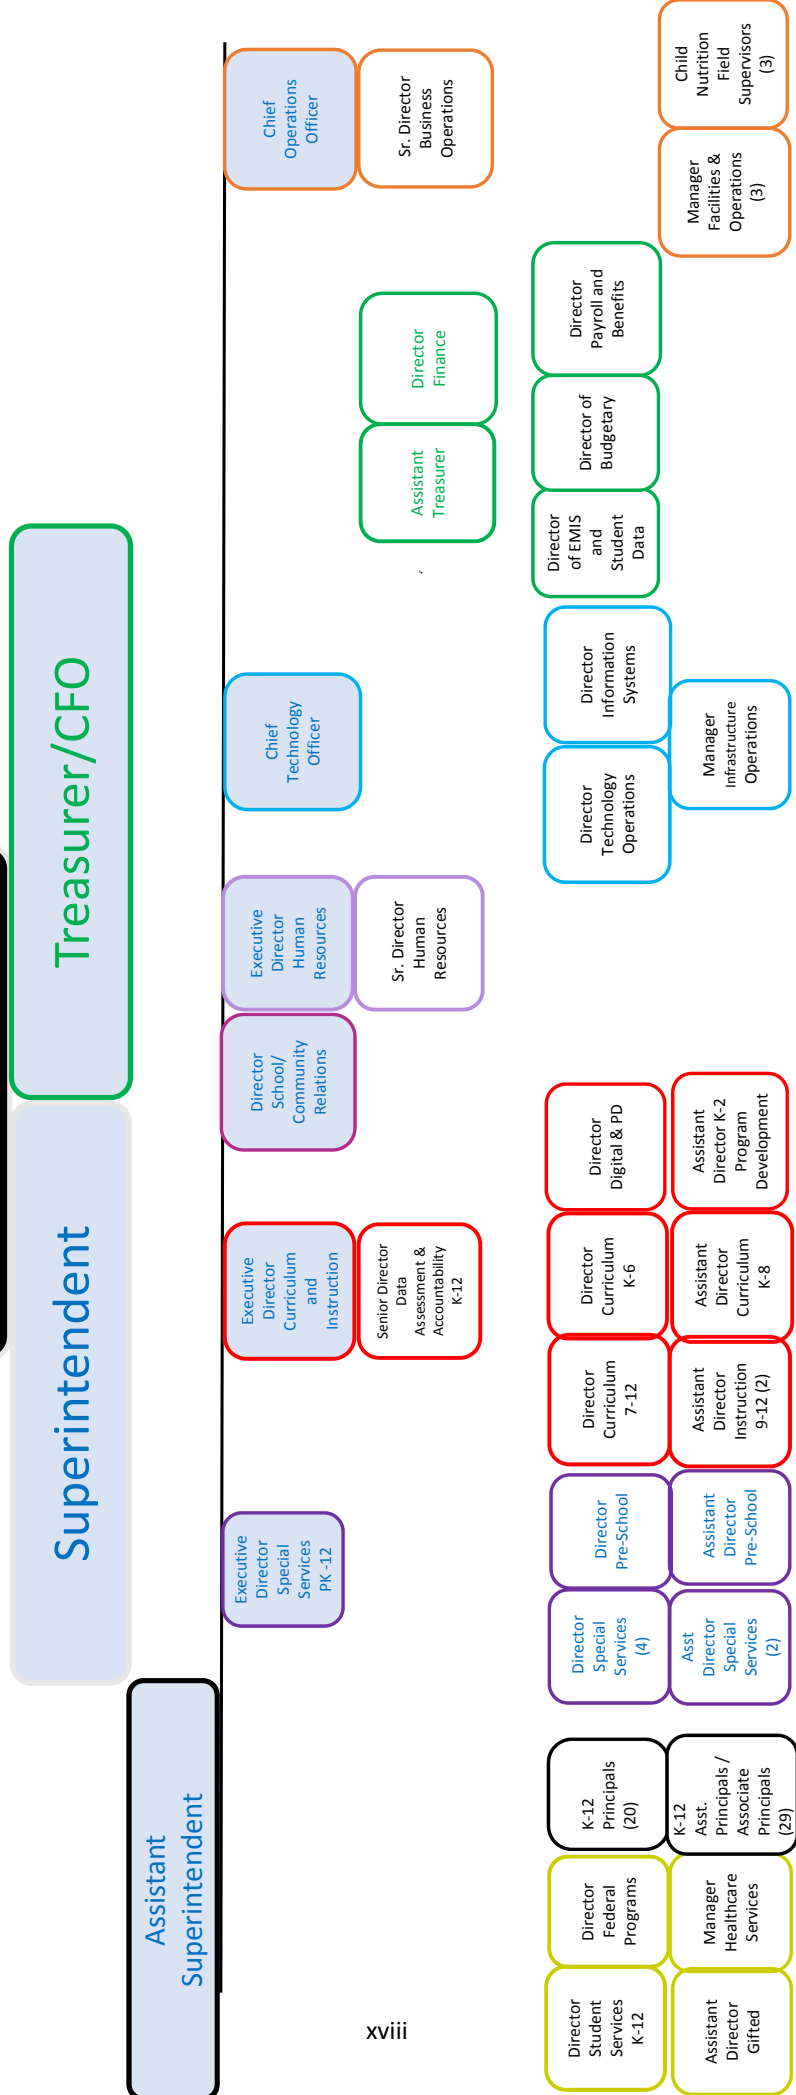 Superintendent
Treasurer/CFO
Assistant
Superintendent
Executive
Director
Special
Services
PK -12
Executive
Director
Curriculum
and
Instruction
Director
School/
Community
Relations
Executive
Director
Human
Resources
Chief
Technology
Officer
Chief
Operations
Officer
Senior Director
Data
Assessment &
Accountability
K-12
Sr. Director
Human
Resources
Assistant
Treasurer
Director
Finance
Sr. Director
Business
Operations
Director
Student
Services
K-12
Director
Federal
Programs
K-12
Principals
(20)
Director
Special
Services
(4)
Director
Pre-School
Director
Curriculum
7-12
Director
Curriculum
K-6
Director
Digital & PD
Director
Technology
Operations
Director
Information
Systems
Director
of EMIS
and
Student
Data
Director of
Budgetary
Director
Payroll and
Benefits
Assistant
Director
Gifted
Manager
Healthcare
Services
K-12
Asst.
Principals /
Associate
Principals
(29)
Asst
Director
Special
Services
(2)
Assistant
Director
Pre-School
Assistant
Director
Instruction
9-12 (2)
Assistant
Director
Curriculum
K-8
Assistant
Director K-2
Program
Development
Manager
Infrastructure
Operations
Manager
Facilities &
Operations
(3)
Child
Nutrition
Field
Supervisors
(3)
xviii